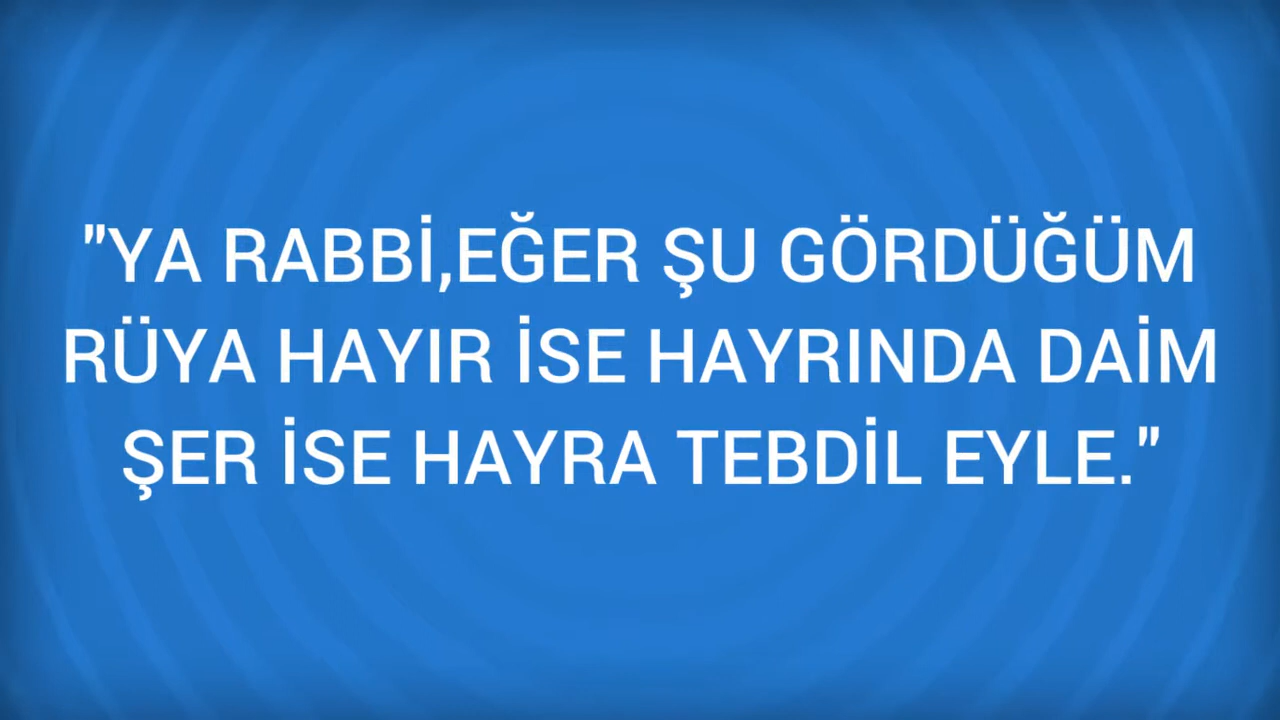 "YA RABBİ,EĞER ŞU GÖRDÜĞÜM
RÜYA HAYIR İSE HAYRINDA DAİM
ŞER İSE HAYRA TEBDİL EYLE."